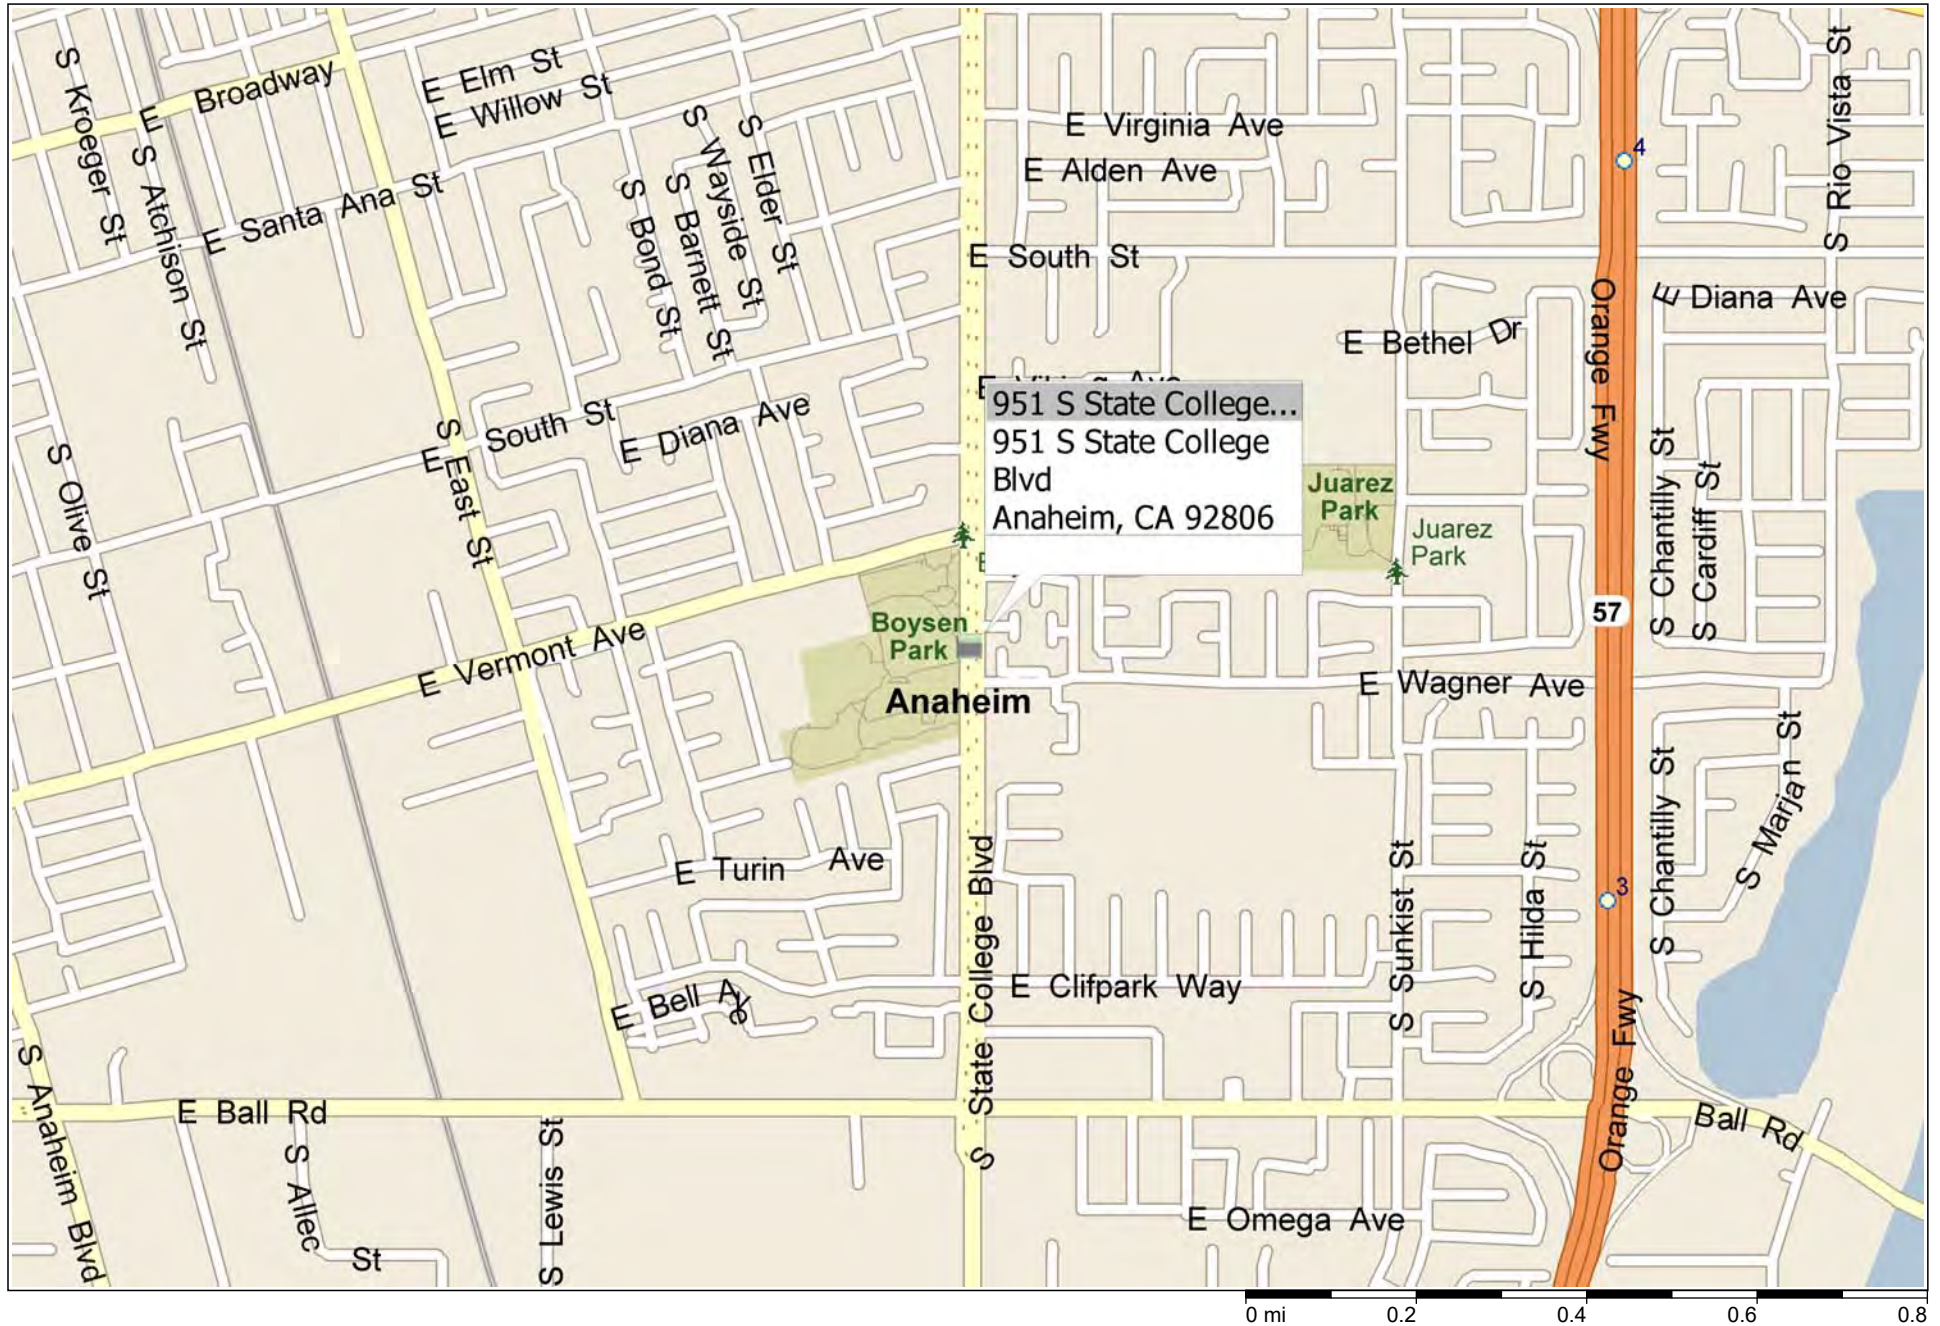 S Kroeger St
E Broadway
E Elm St
E Willow St
S Atchison St
E Santa Ana St
S Wayside St
S Elder St
S Bond St
S Barnett St
E Virginia Ave
E Alden Ave
4
S Rio Vista St
E South St
E Diana Ave
Orange Fwy
E Bethel Dr
E Viking Ave
951 S State College...
951 S State College
Blvd
Anaheim, CA 92806
E South St
E Diana Ave
S East St
S Olive St
Juarez
Park
Juarez
Park
S Chantilly St
S Cardiff St
57
Boysen
Park
E Vermont Ave
Anaheim
E Wagner Ave
S Marjan St
S Chantilly St
E Turin Ave
S State College Blvd
S Sunkist St
S Hilda St
3
E Clifpark Way
E Bell Ave
Orange Fwy
S Anaheim Blvd
E Ball Rd
Ball Rd
S Allec St
S Lewis St
E Omega Ave
0 mi 0.2 0.4 0.6 0.8